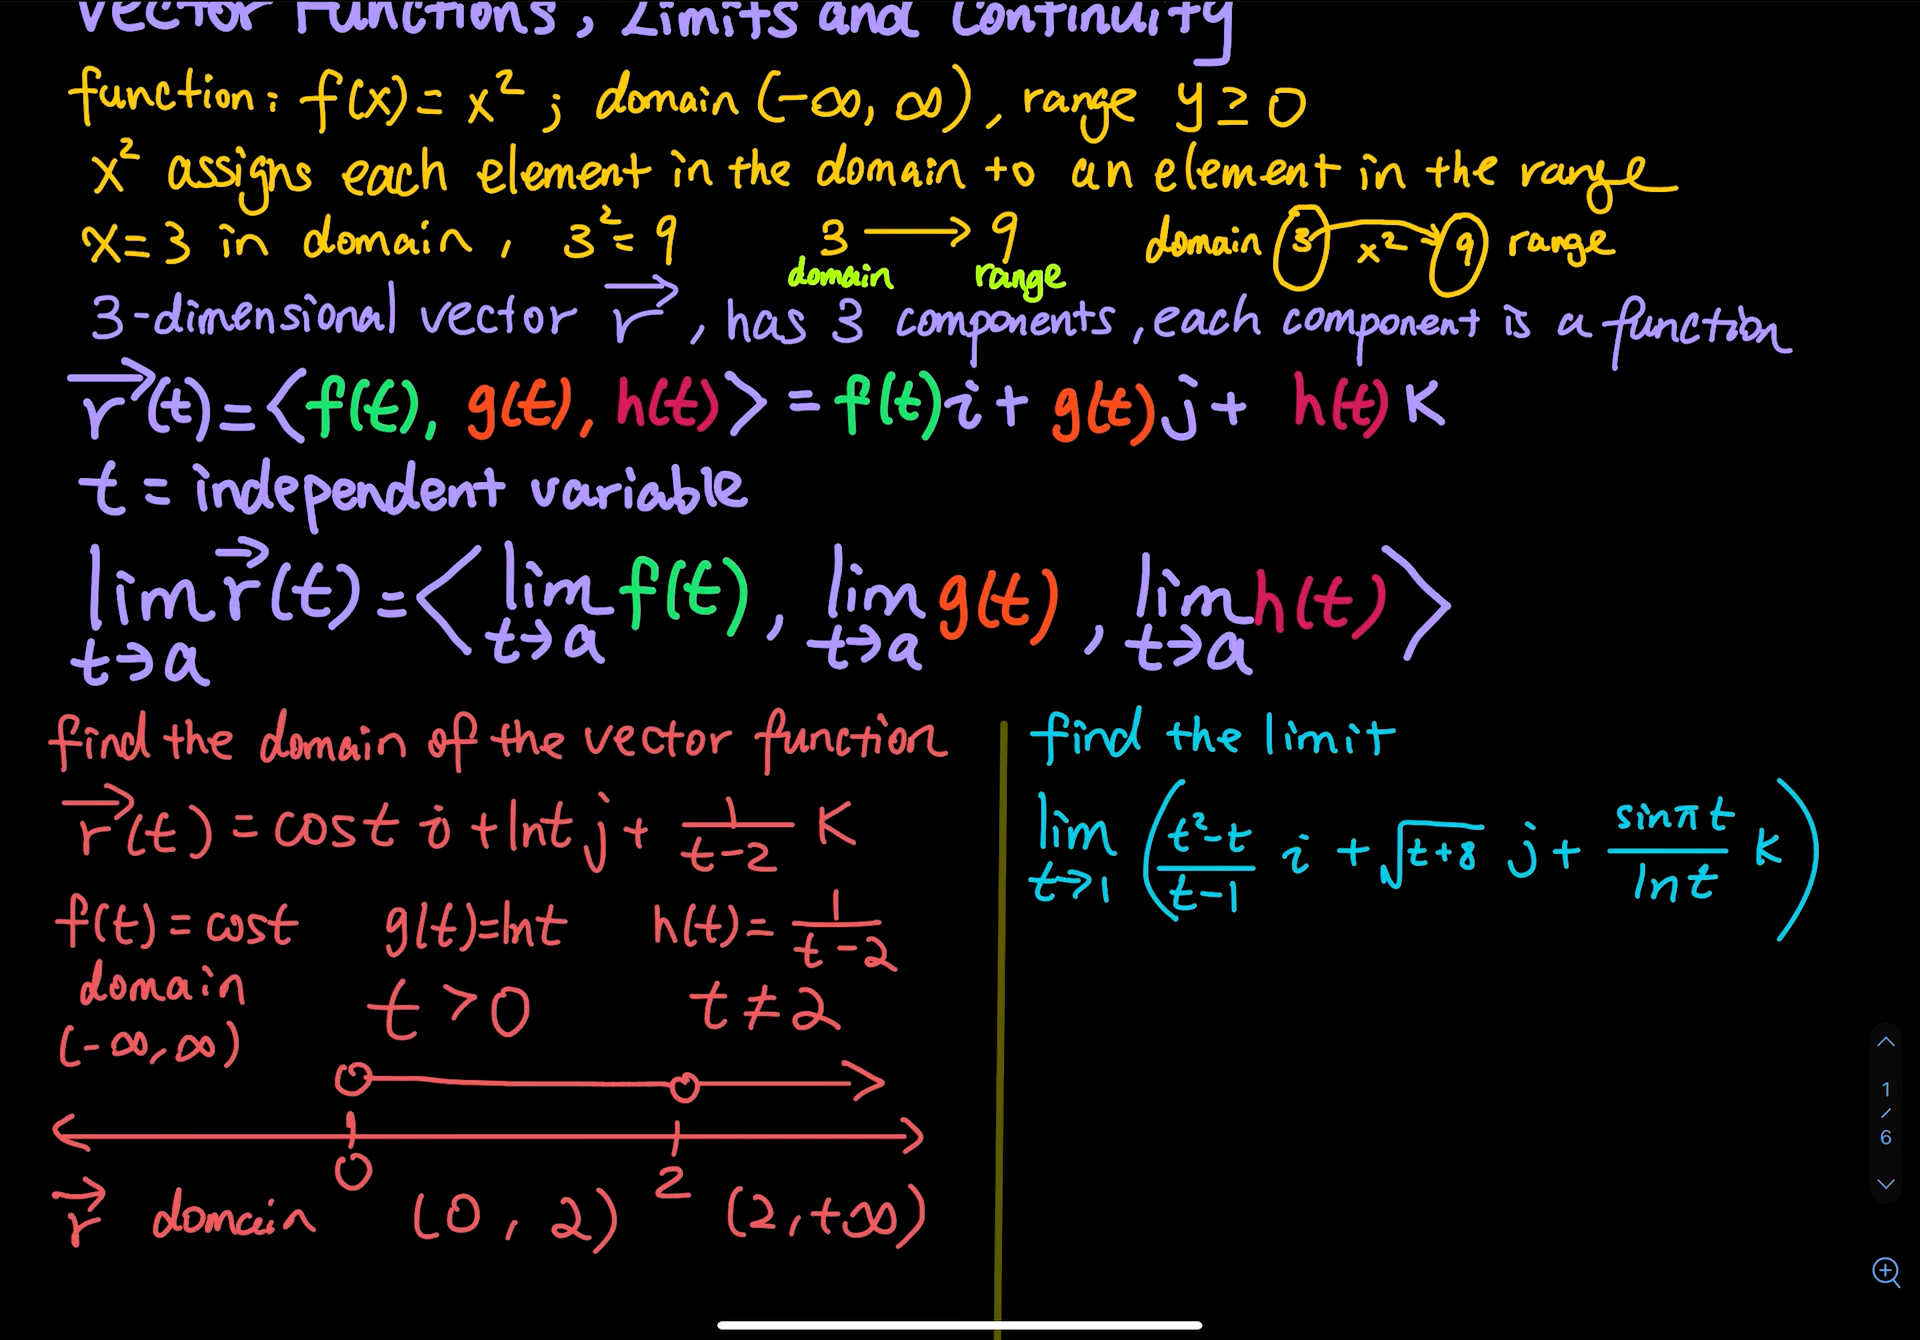 Vector Functions, Limits and Continuity
function: f(x) = x² ; domain (-∞, ∞), range y ≥ 0
x² assigns each element in the domain to an element in the range
x=3 in domain, 3²=9 3 → 9 domain 3 x² 9 range
domain range
3-dimensional vector r⃗, has 3 components, each component is a function
r⃗(t) = ⟨f(t), g(t), h(t)⟩ = f(t)i + g(t)j + h(t)k
t = independent variable
lim t→a r⃗(t) = ⟨lim t→a f(t), lim t→a g(t), lim t→a h(t)⟩
find the domain of the vector function
r⃗(t) = cost i + lnt j + 1/(t-2) k
f(t) = cost g(t)=lnt h(t) = 1/(t-2)
domain t > 0 t ≠ 2
(-∞, ∞)
0 2
r⃗ domain (0, 2) (2, +∞)
find the limit
lim t→1 ((t²-t)/(t-1) i + √(t+8) j + (sinπt)/(lnt) k)
1
/
6